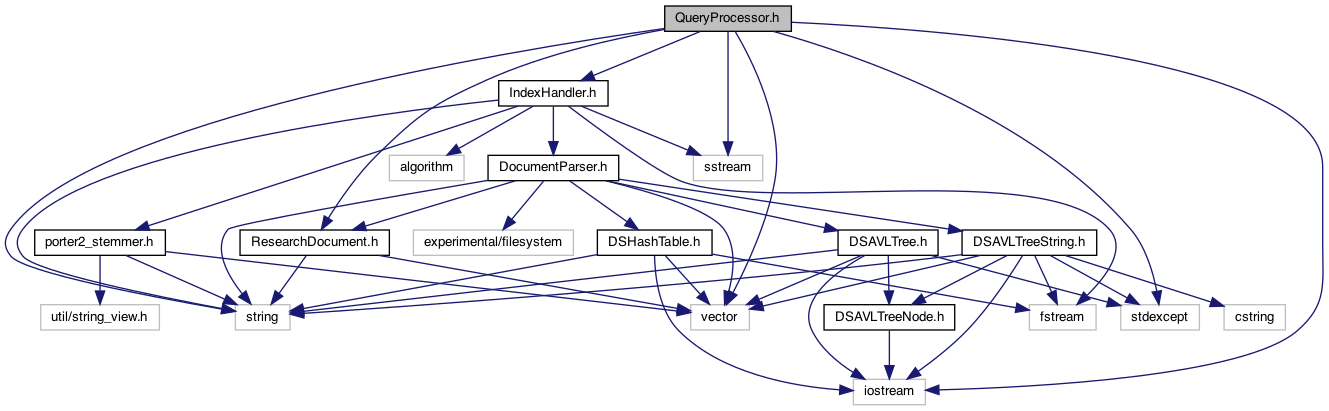 QueryProcessor.h
IndexHandler.h
algorithm
DocumentParser.h
sstream
porter2_stemmer.h
ResearchDocument.h
experimental/filesystem
DSHashTable.h
DSAVLTree.h
DSAVLTreeString.h
util/string_view.h
string
vector
DSAVLTreeNode.h
fstream
stdexcept
cstring
iostream